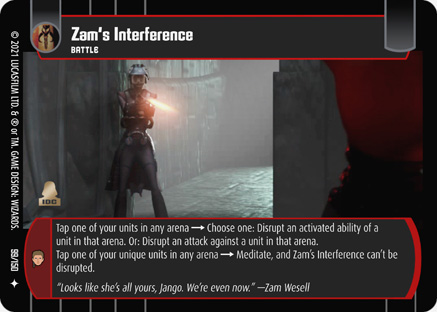 Zam's Interference
BATTLE
© 2021 LUCASFILM LTD. & ® or TM. GAME DESIGN: WIZARDS.
89/150
IDC
Tap one of your units in any arena → Choose one: Disrupt an activated ability of a
unit in that arena. Or: Disrupt an attack against a unit in that arena.
Tap one of your unique units in any arena → Meditate, and Zam's Interference can't be
disrupted.
"Looks like she's all yours, Jango. We're even now." —Zam Wesell